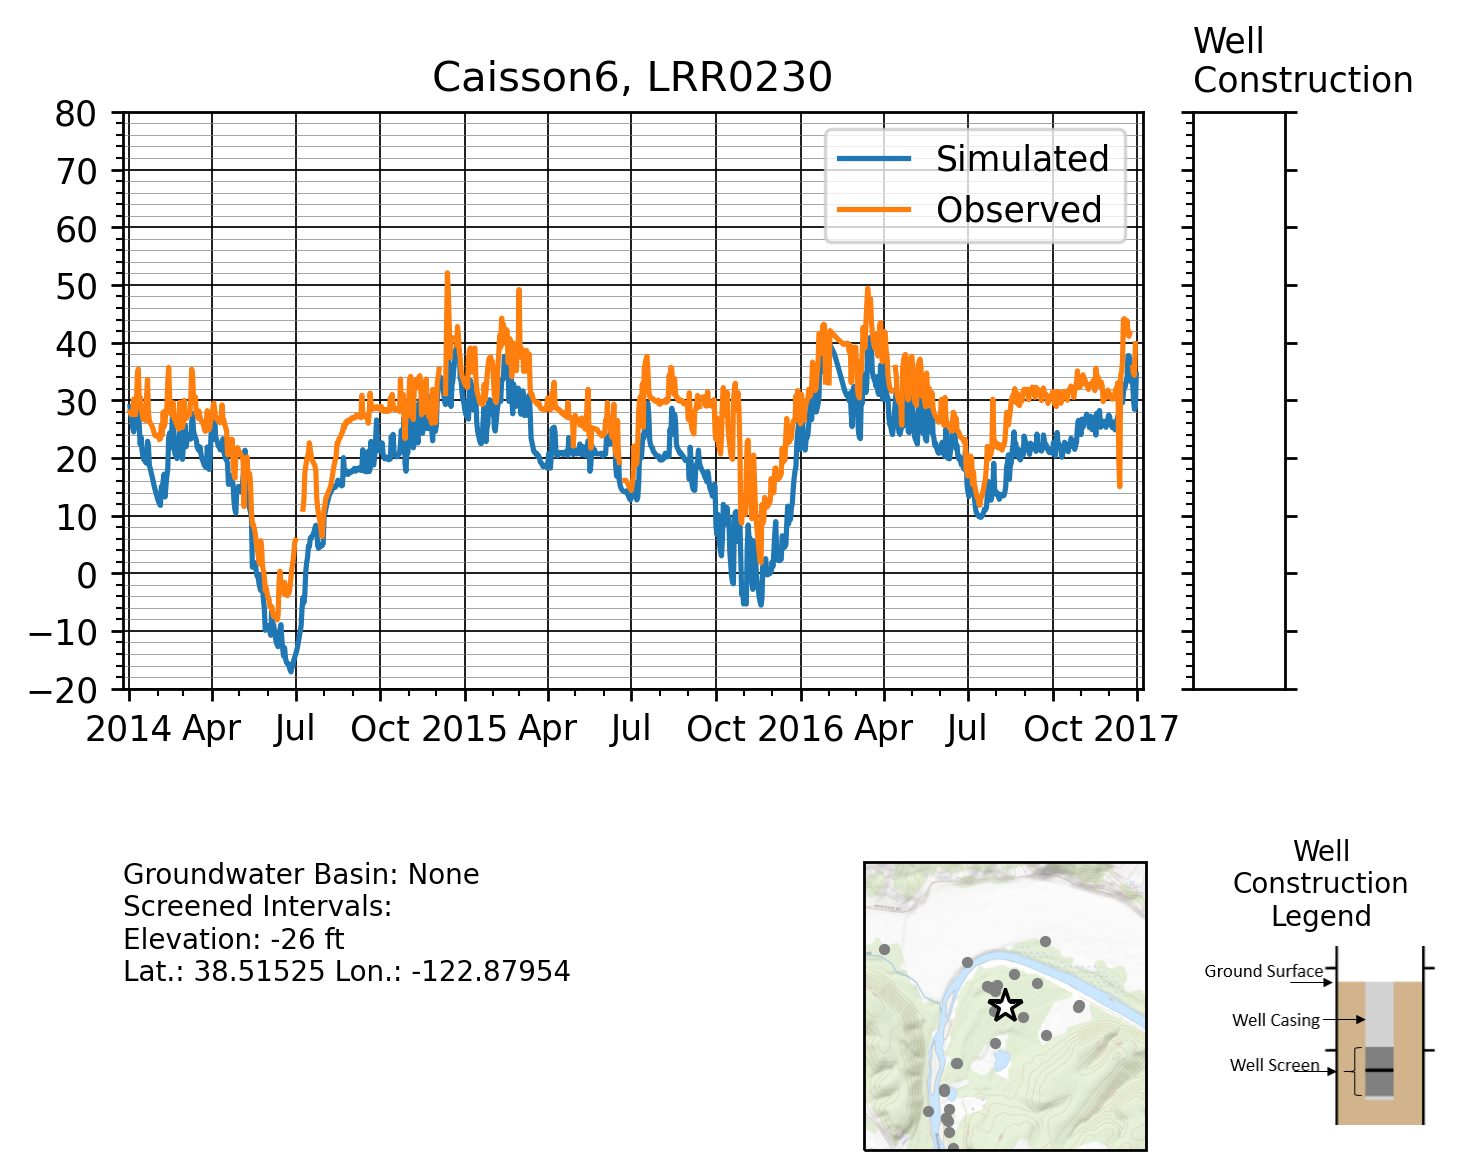 Caisson6, LRR0230
Well
Construction
80
70
60
50
40
30
20
10
0
−10
−20
Simulated
Observed
2014 Apr Jul Oct 2015 Apr Jul Oct 2016 Apr Jul Oct 2017
Groundwater Basin: None
Screened Intervals:
Elevation: -26 ft
Lat.: 38.51525 Lon.: -122.87954
Well
Construction
Legend
Ground Surface
Well Casing
Well Screen